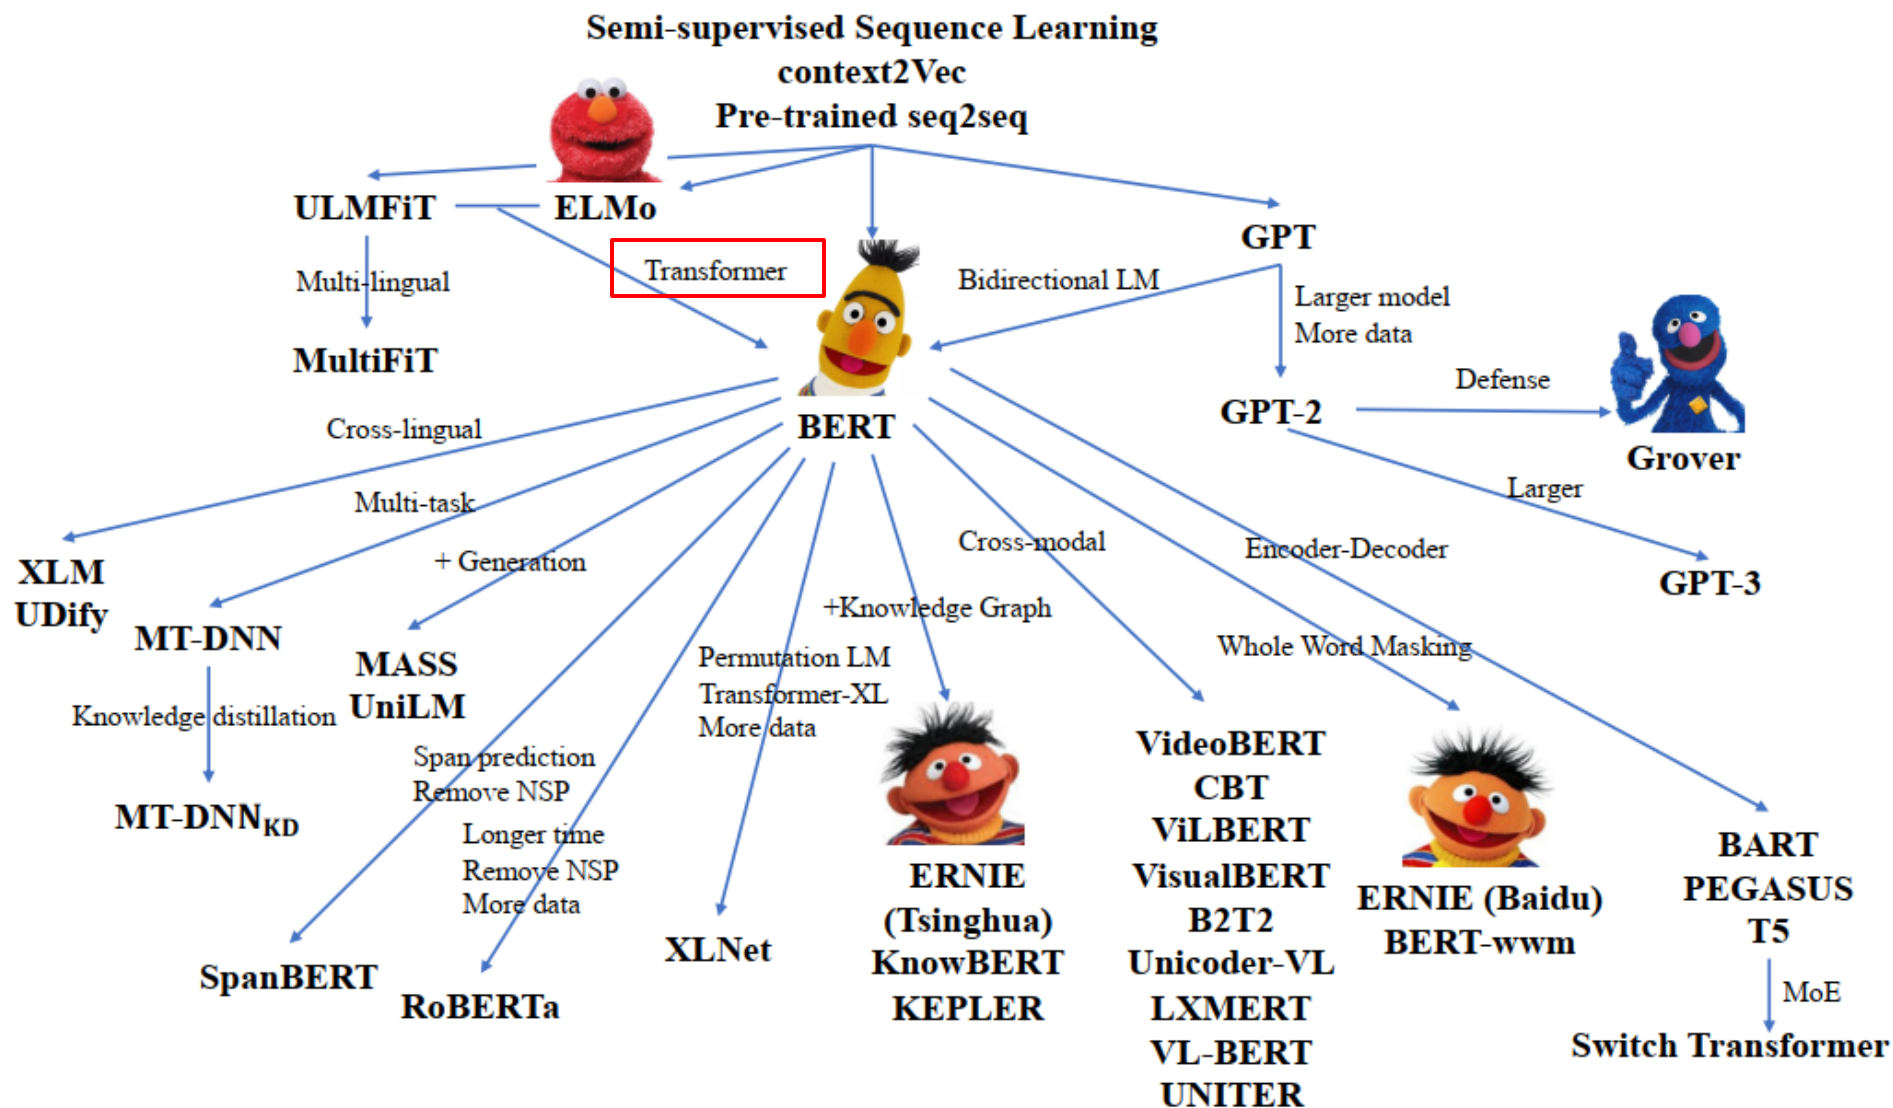 Semi-supervised Sequence Learning
context2Vec
Pre-trained seq2seq
ULMFiT
ELMo
GPT
Transformer
Bidirectional LM
Multi-lingual
Larger model
More data
MultiFiT
Defense
GPT-2
BERT
Cross-lingual
Grover
Larger
Multi-task
Cross-modal
Encoder-Decoder
+ Generation
XLM
UDify
GPT-3
+Knowledge Graph
MT-DNN
Whole Word Masking
MASS
UniLM
Permutation LM
Transformer-XL
More data
Knowledge distillation
Span prediction
Remove NSP
MT-DNNKD
Longer time
Remove NSP
More data
VideoBERT
CBT
ViLBERT
VisualBERT
B2T2
Unicoder-VL
LXMERT
VL-BERT
UNITER
ERNIE
(Tsinghua)
KnowBERT
KEPLER
ERNIE (Baidu)
BERT-wwm
BART
PEGASUS
T5
SpanBERT
RoBERTa
XLNet
MoE
Switch Transformer